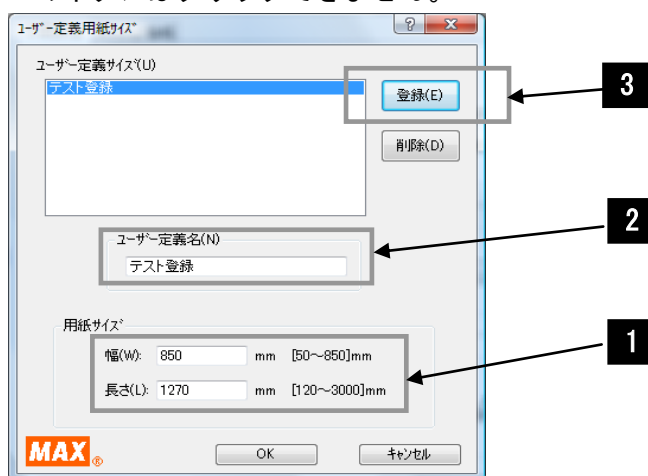 ﾕｰｻﾞｰ定義用紙ｻｲｽﾞ
ﾕｰｻﾞｰ定義ｻｲｽﾞ(U)
テスト登録
登録(E)
3
削除(D)
ﾕｰｻﾞｰ定義名(N)
2
テスト登録
用紙ｻｲｽﾞ
1
幅(W): 850 mm [50～850]mm
長さ(L): 1270 mm [120～3000]mm
MAX®
OK
ｷｬﾝｾﾙ